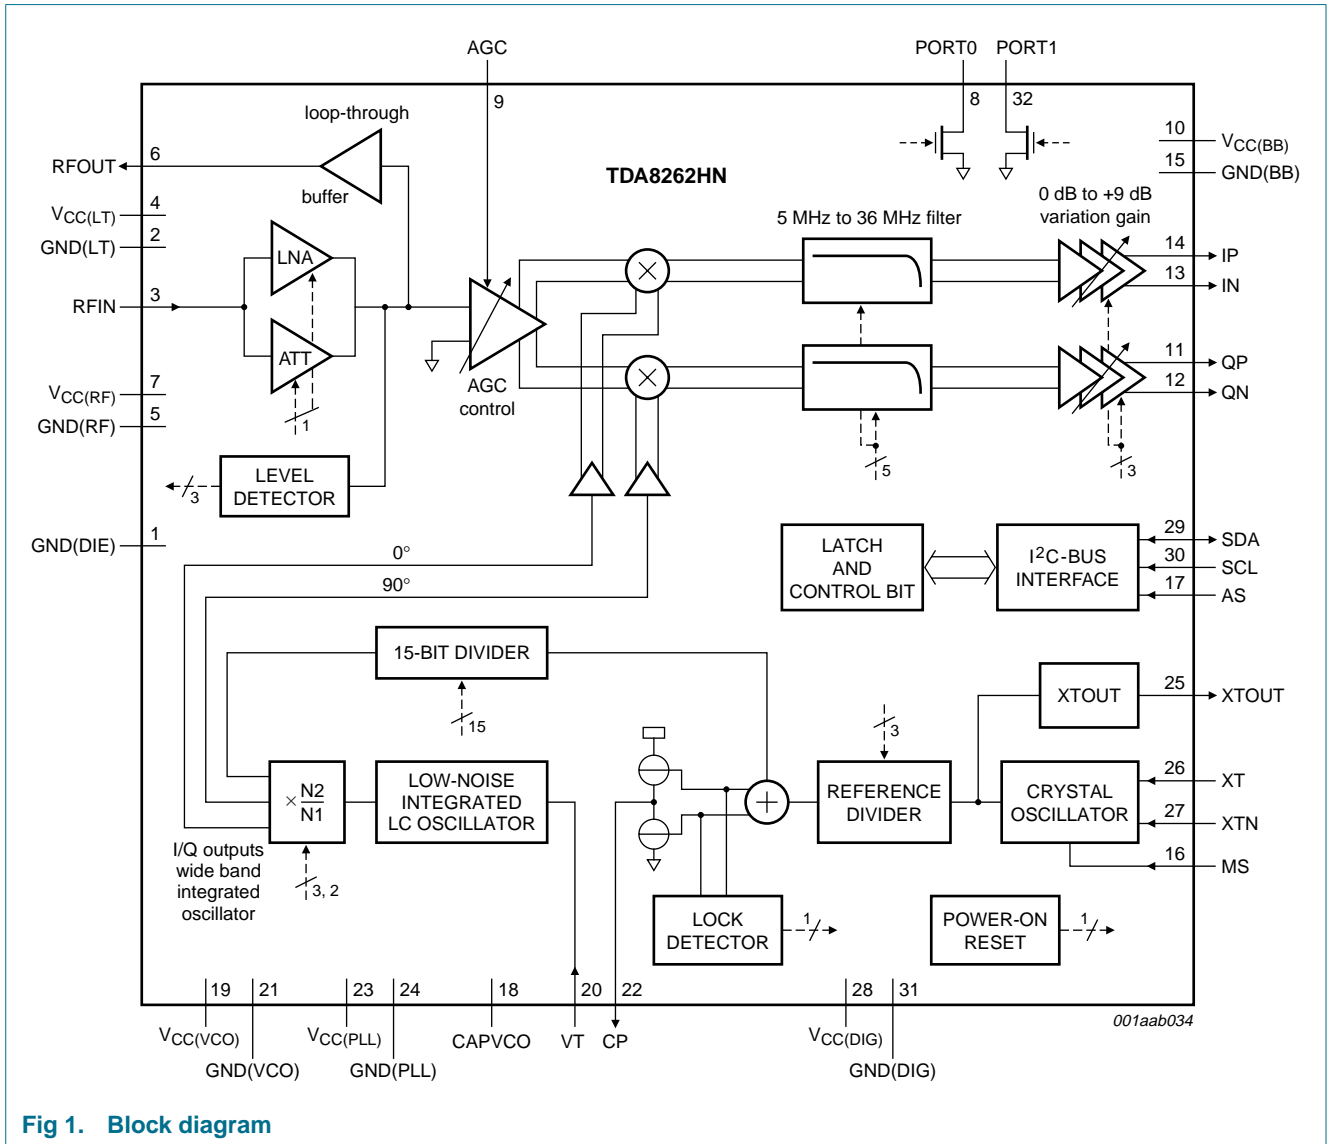 AGC
PORT0
PORT1
9
8
32
loop-through
buffer
RFOUT
6
TDA8262HN
10
VCC(BB)
15
GND(BB)
VCC(LT)
4
GND(LT)
2
LNA
5 MHz to 36 MHz filter
0 dB to +9 dB
variation gain
14
IP
13
IN
RFIN
3
ATT
AGC
control
11
QP
12
QN
VCC(RF)
7
GND(RF)
5
1
5
3
LEVEL
DETECTOR
3
GND(DIE)
1
0°
90°
LATCH
AND
CONTROL BIT
I2C-BUS
INTERFACE
29
SDA
30
SCL
17
AS
15-BIT DIVIDER
15
XTOUT
25
XTOUT
3
× N2
N1
LOW-NOISE
INTEGRATED
LC OSCILLATOR
+
REFERENCE
DIVIDER
CRYSTAL
OSCILLATOR
26
XT
27
XTN
16
MS
I/Q outputs
wide band
integrated
oscillator
3, 2
LOCK
DETECTOR
1
POWER-ON
RESET
1
19
21
23
24
18
20
22
28
31
VCC(VCO)
GND(VCO)
VCC(PLL)
GND(PLL)
CAPVCO
VT
CP
VCC(DIG)
GND(DIG)
001aab034
Fig 1. Block diagram